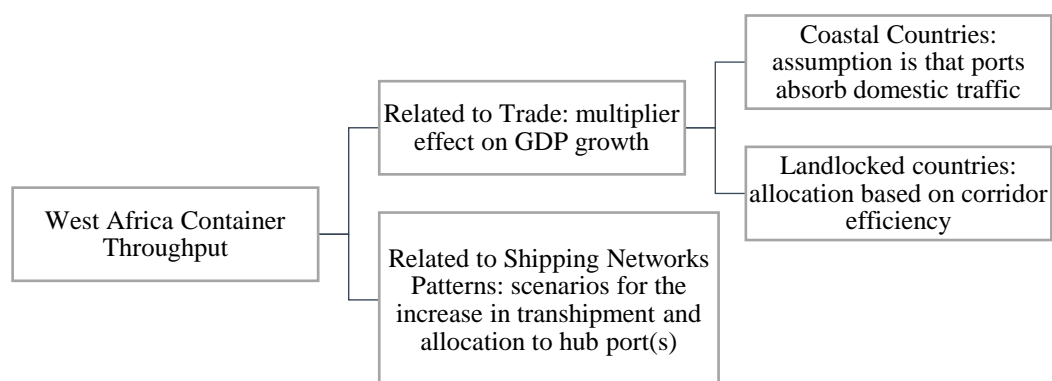 West Africa Container
Throughput
Related to Trade: multiplier
effect on GDP growth
Coastal Countries:
assumption is that ports
absorb domestic traffic
Landlocked countries:
allocation based on corridor
efficiency
Related to Shipping Networks
Patterns: scenarios for the
increase in transhipment and
allocation to hub port(s)